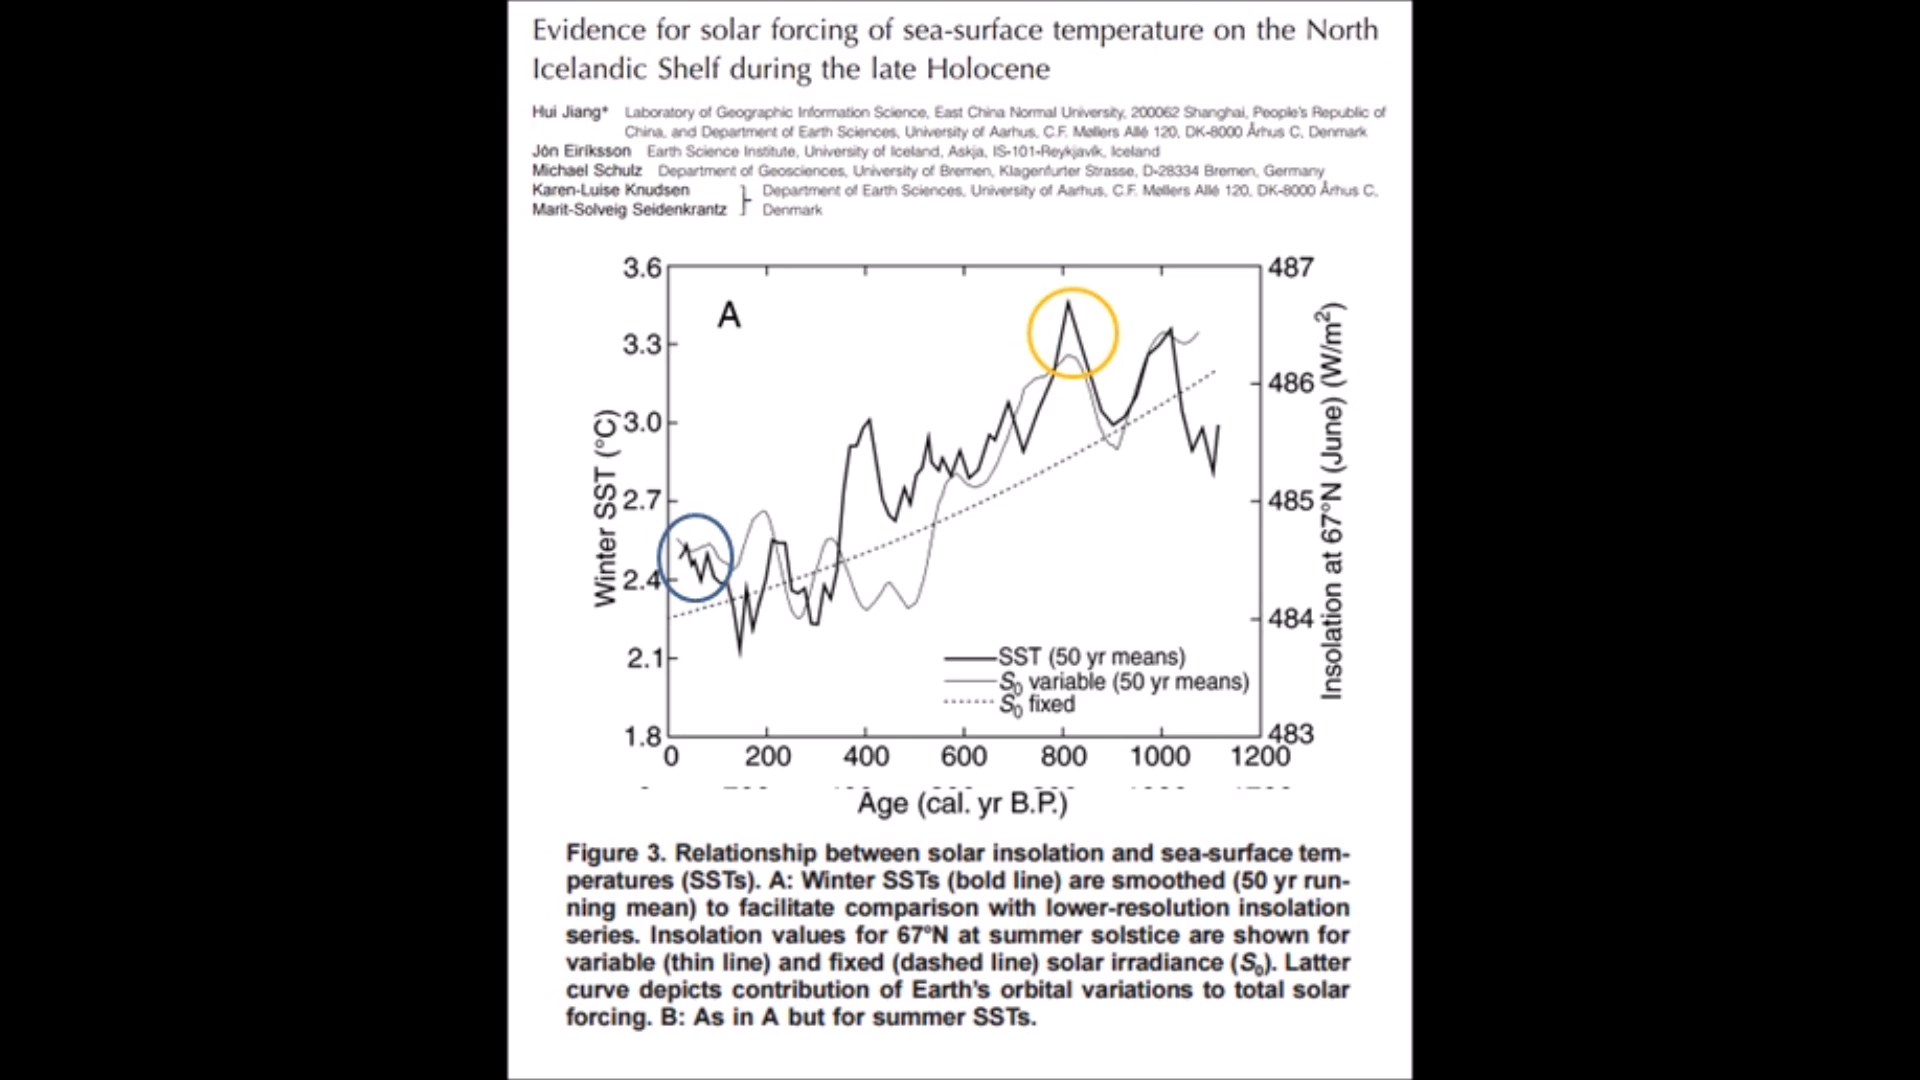 Evidence for solar forcing of sea-surface temperature on the North
Icelandic Shelf during the late Holocene
Hui Jiang* Laboratory of Geographic Information Science, East China Normal University, 200062 Shanghai, People's Republic of
China, and Department of Earth Sciences, University of Aarhus, C.F. Møllers Allé 120, DK-8000 Århus C, Denmark
Jón Eiríksson Earth Science Institute, University of Iceland, Askja, IS-101-Reykjavík, Iceland
Michael Schulz Department of Geosciences, University of Bremen, Klagenfurter Strasse, D-28334 Bremen, Germany
Karen-Luise Knudsen
Marit-Solveig Seidenkrantz
Department of Earth Sciences, University of Aarhus, C.F. Møllers Allé 120, DK-8000 Århus C,
Denmark
A
Winter SST (°C)
3.6
3.3
3.0
2.7
2.4
2.1
1.8
487
486
485
484
483
Insolation at 67°N (June) (W/m²)
SST (50 yr means)
S₀ variable (50 yr means)
S₀ fixed
0 200 400 600 800 1000 1200
Age (cal. yr B.P.)
Figure 3. Relationship between solar insolation and sea-surface tem-
peratures (SSTs). A: Winter SSTs (bold line) are smoothed (50 yr run-
ning mean) to facilitate comparison with lower-resolution insolation
series. Insolation values for 67°N at summer solstice are shown for
variable (thin line) and fixed (dashed line) solar irradiance (S₀). Latter
curve depicts contribution of Earth's orbital variations to total solar
forcing. B: As in A but for summer SSTs.